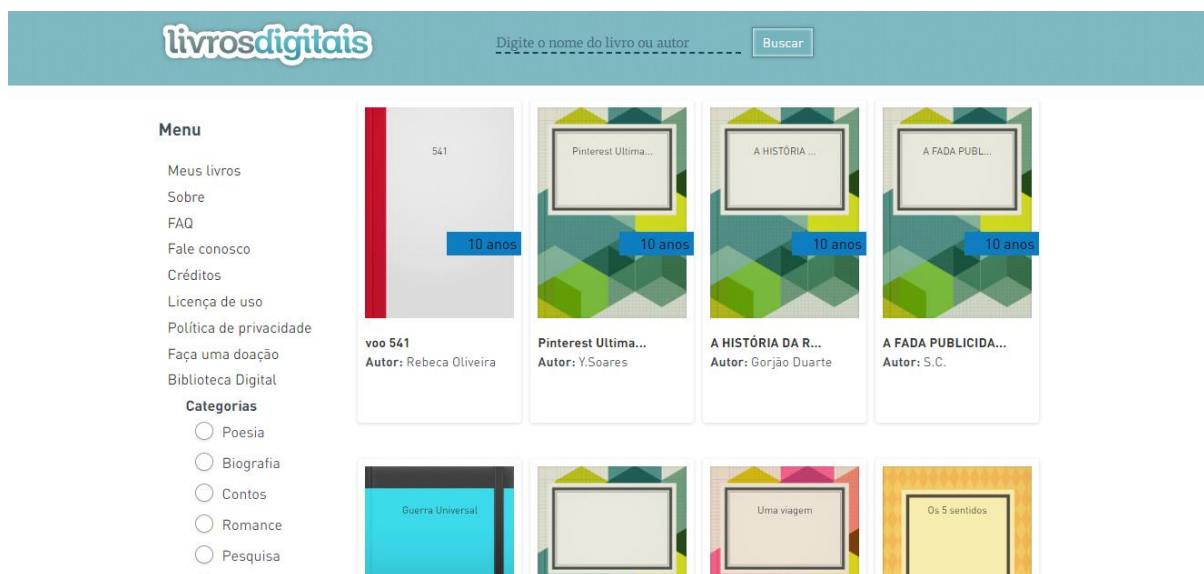 livrosdigitais
Digite o nome do livro ou autor
Buscar
Menu
Meus livros
Sobre
FAQ
Fale conosco
Créditos
Licença de uso
Política de privacidade
Faça uma doação
Biblioteca Digital
Categorias
Poesia
Biografia
Contos
Romance
Pesquisa
541
10 anos
voo 541
Autor: Rebeca Oliveira
Pinterest Ultima...
10 anos
Pinterest Ultima...
Autor: Y.Soares
A HISTÓRIA ...
10 anos
A HISTÓRIA DA R...
Autor: Gorjão Duarte
A FADA PUBL...
10 anos
A FADA PUBLICIDA...
Autor: S.C.
Guerra Universal
Uma viagem
Os 5 sentidos